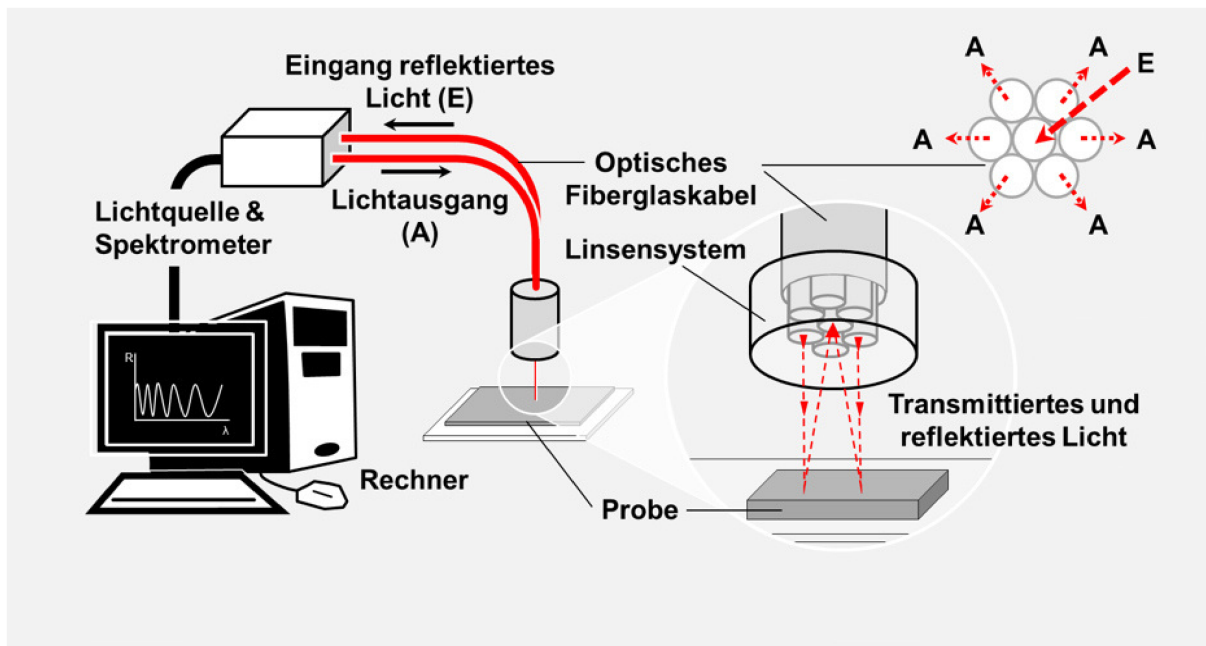 Eingang reflektiertes
Licht (E)
Lichtausgang
(A)
Lichtquelle &
Spektrometer
R
λ
Rechner
Optisches
Fiberglaskabel
Linsensystem
Probe
Transmittiertes und
reflektiertes Licht
A
A
E
A
A
A
A